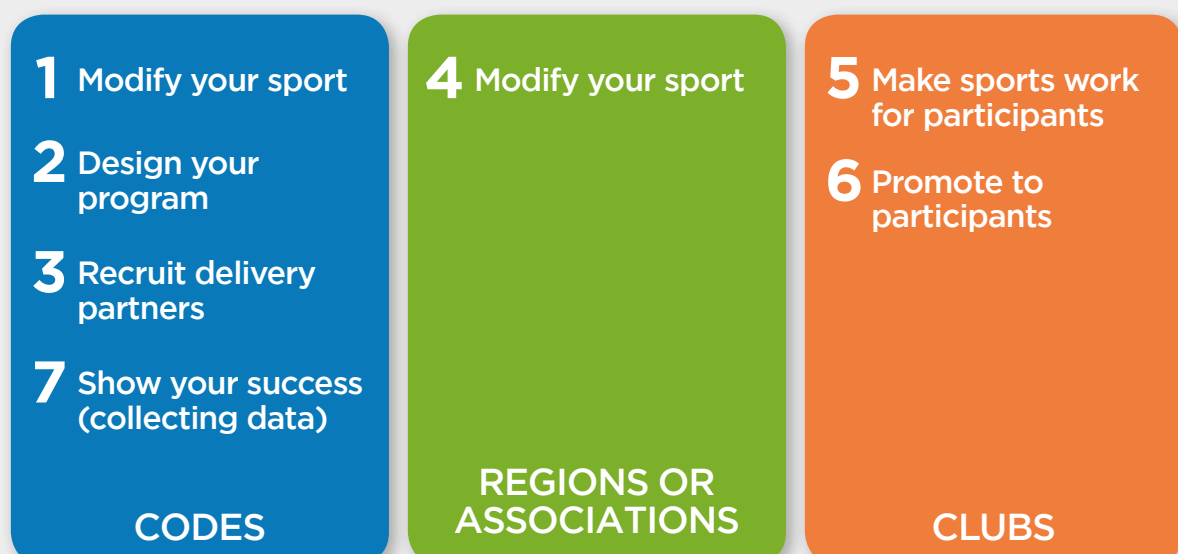 1 Modify your sport
2 Design your
program
3 Recruit delivery
partners
7 Show your success
(collecting data)
CODES
4 Modify your sport
REGIONS OR
ASSOCIATIONS
5 Make sports work
for participants
6 Promote to
participants
CLUBS